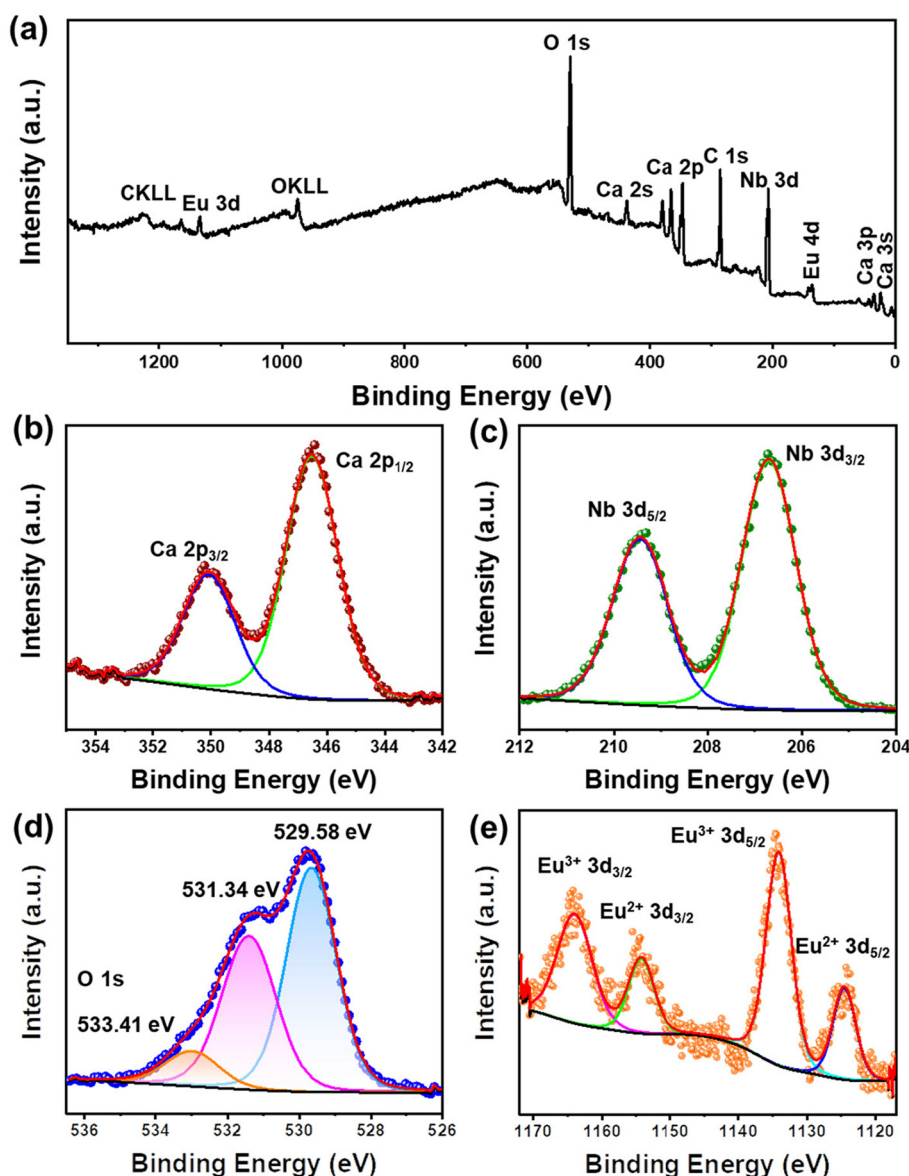 (a)
Intensity (a.u.)
CKLL
Eu 3d
OKLL
O 1s
Ca 2s
Ca 2p
C 1s
Nb 3d
Eu 4d
Ca 3p
Ca 3s
1200 1000 800 600 400 200 0
Binding Energy (eV)
(b)
Intensity (a.u.)
Ca 2p3/2
Ca 2p1/2
354 352 350 348 346 344 342
Binding Energy (eV)
(c)
Intensity (a.u.)
Nb 3d5/2
Nb 3d3/2
212 210 208 206 204
Binding Energy (eV)
(d)
Intensity (a.u.)
O 1s
533.41 eV
531.34 eV
529.58 eV
536 535 533 531 530 528 526
Binding Energy (eV)
(e)
Intensity (a.u.)
Eu³⁺ 3d3/2
Eu²⁺ 3d3/2
Eu³⁺ 3d5/2
Eu²⁺ 3d5/2
1170 1160 1150 1140 1130 1120
Binding Energy (eV)